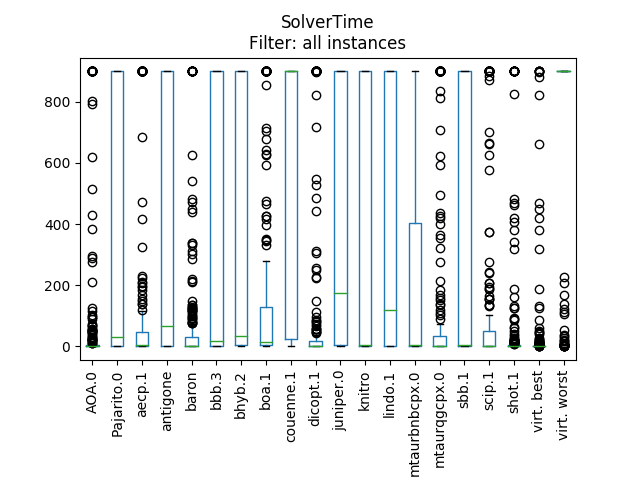 SolverTime
Filter: all instances
800
600
400
200
0
AOA.0
Pajarito.0
aecp.1
antigone
baron
bbb.3
bhyb.2
boa.1
couenne.1
dicopt.1
juniper.0
knitro
lindo.1
mtaurbnbcpx.0
mtaurqgcpx.0
sbb.1
scip.1
shot.1
virt. best
virt. worst